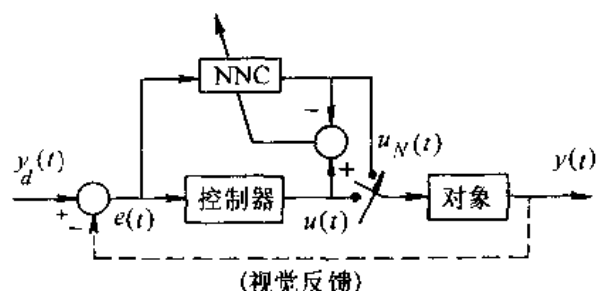 NNC
−
u_N(t)
y_d(t)
y(t)
+
+
−
e(t)
控制器
u(t)
对象
(视觉反馈)